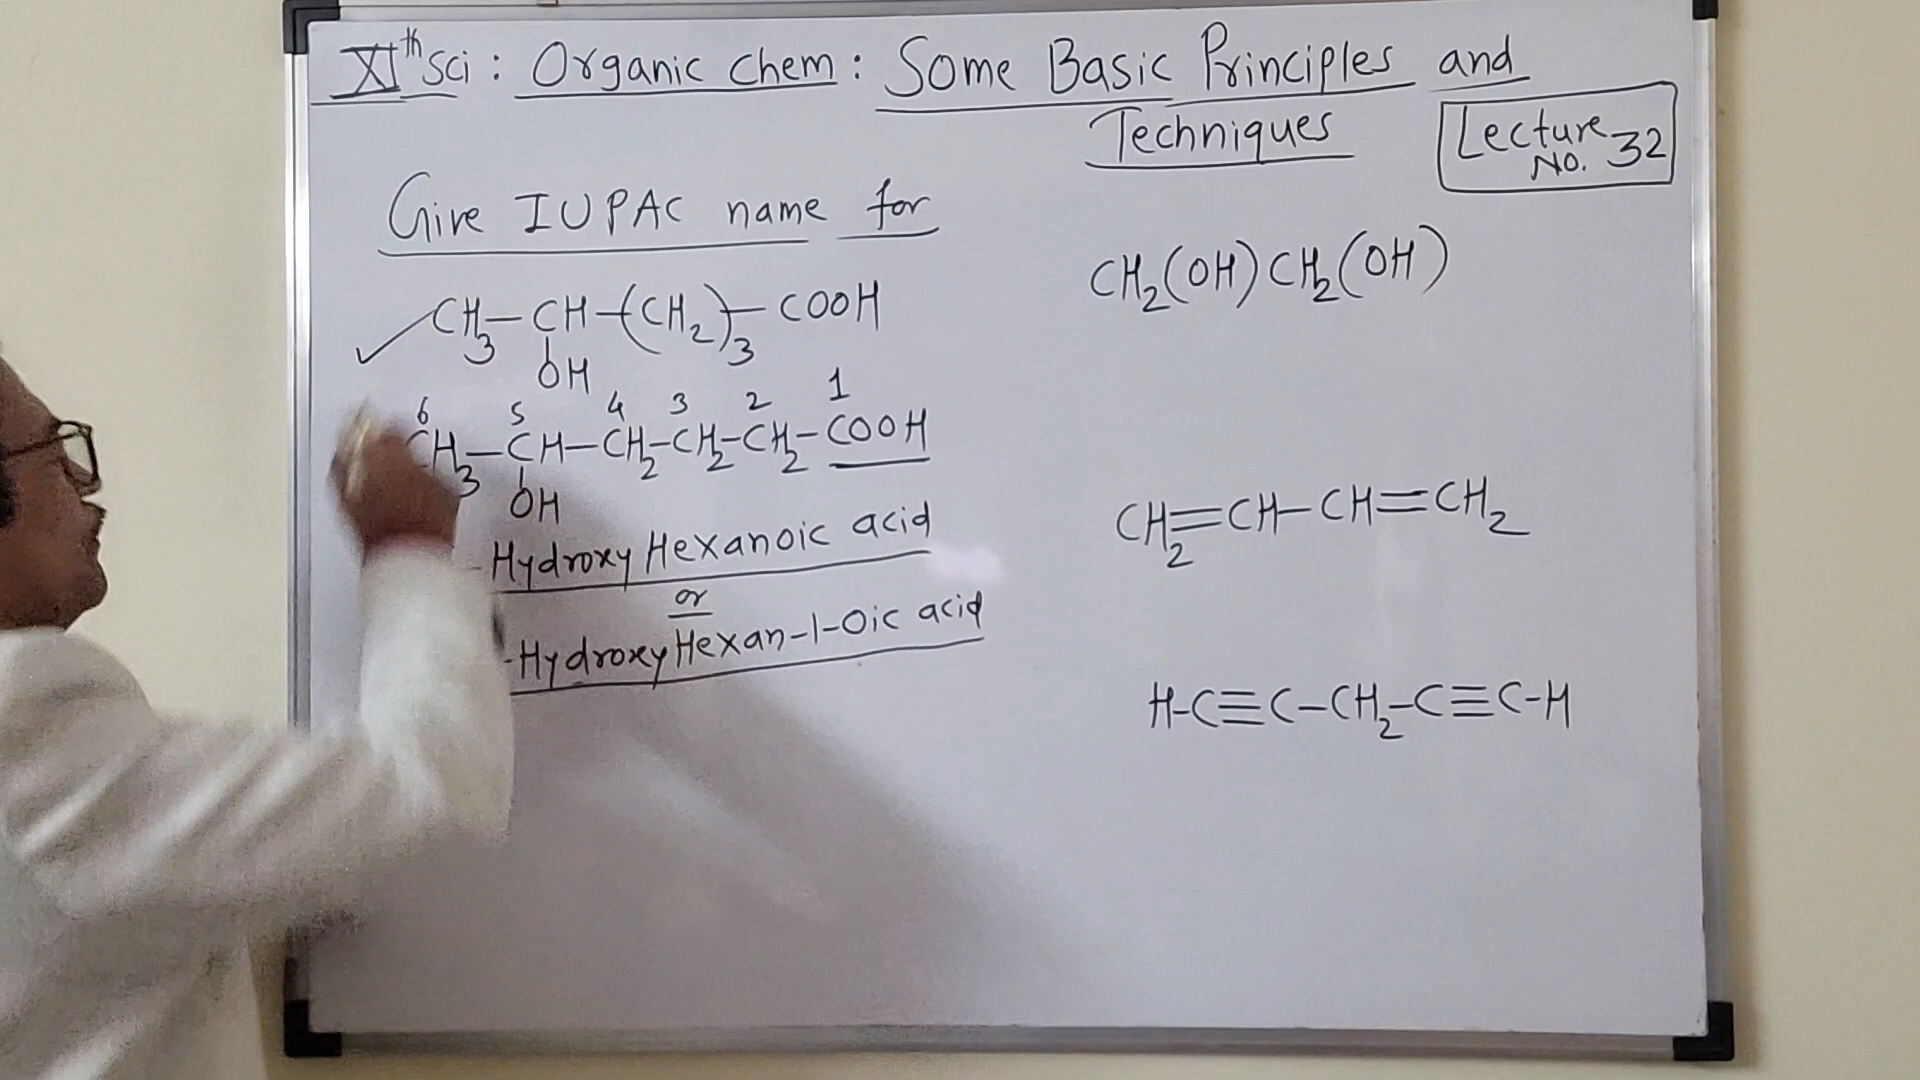 XIth Sci : Organic Chem : Some Basic Principles and
Techniques
Lecture
No. 32
Give IUPAC name for
CH3–CH–(CH2)3–COOH
OH
6 5 4 3 2 1
CH3–CH–CH2–CH2–CH2–COOH
OH
-Hydroxy Hexanoic acid
or
-Hydroxy Hexan-1-Oic acid
CH2(OH)CH2(OH)
CH2=CH–CH=CH2
H-C≡C–CH2–C≡C-H